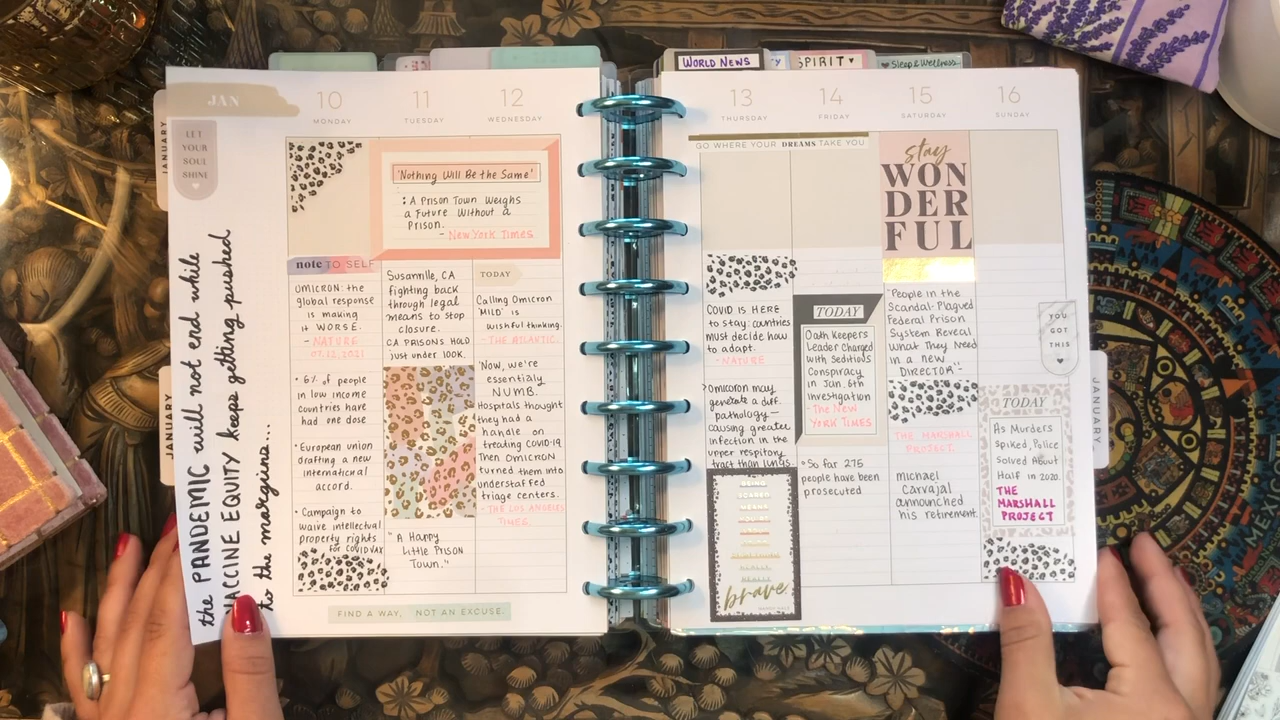 WORLD NEWS
SPIRIT ♥
♥ Sleep & Wellness
JANUARY
JAN
LET
YOUR
SOUL
SHINE
the PANDEMIC will not end while
VACCINE EQUITY keeps getting pushed
to the margins...
JANUARY
10
MONDAY
11
TUESDAY
12
WEDNESDAY
'Nothing Will Be the Same'
: A Prison Town Weighs
a Future Without a
Prison.
- New York Times
note TO SELF
OMICRON: the
global response
is making
it WORSE.
- NATURE
07.12.2021
• 6% of people
in low income
countries have
had one dose
• European union
drafting a new
international
accord.
• Campaign to
waive intellectual
property rights
for COVID VAX
Susanville, CA
fighting back
through legal
means to stop
closure.
CA PRISONS HOLD
just under 100K.
"A Happy
Little Prison
Town."
TODAY
Calling Omicron
'MILD' is
wishful thinking.
- THE ATLANTIC.
'Now, we're
essentially
NUMB.
Hospitals thought
they had a
handle on
treating COVID-19.
Then OMICRON
turned them into
understaffed
triage centers.
- THE LOS ANGELES
TIMES.
FIND A WAY, NOT AN EXCUSE.
13
THURSDAY
14
FRIDAY
15
SATURDAY
16
SUNDAY
GO WHERE YOUR DREAMS TAKE YOU
COVID IS HERE
to stay: countries
must decide how
to adapt.
- NATURE
Omicron may
generate a diff.
pathology—
causing greater
infection in the
upper respitory
tract than lungs
BEING
SCARED
MEANS
YOU'RE
REALLY
REALLY
brave
TODAY
Oath Keepers
Leader Charged
with Seditious
Conspiracy
in Jan. 6th
Investigation
- The New
YORK TIMES
• So far 275
people have been
prosecuted
stay
WON
DER
FUL
"People in the
Scandal-Plagued
Federal Prison
System Reveal
What They Need
in a new
DIRECTOR"-
THE MARSHALL
PROJECT.
michael
Carvajal
announched
his retirement.
YOU
GOT
THIS
TODAY
As Murders
Spiked, Police
Solved About
Half in 2020.
THE
MARSHALL
PROJECT
JANUARY